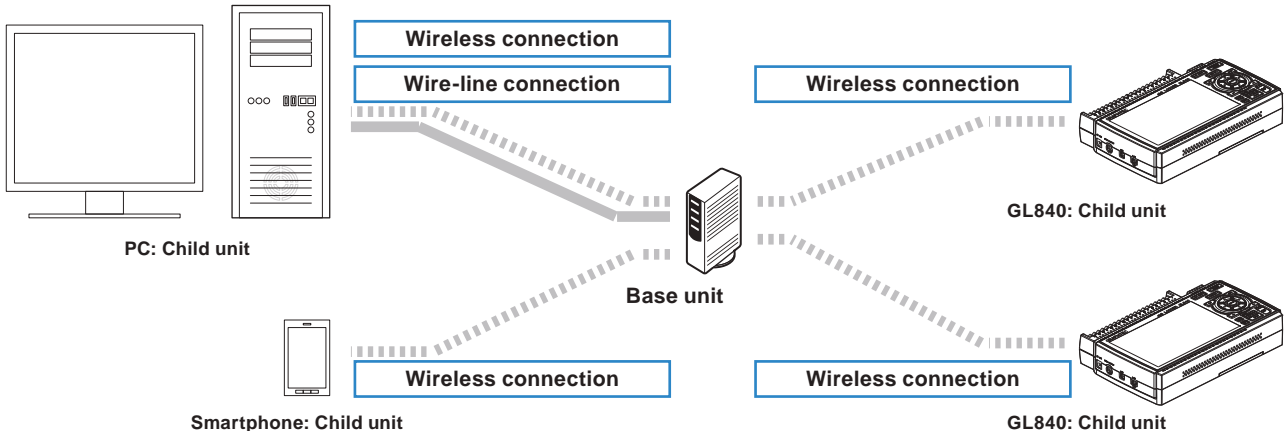 Wireless connection
Wire-line connection
Wireless connection
PC: Child unit
GL840: Child unit
Base unit
Wireless connection
Wireless connection
Smartphone: Child unit
GL840: Child unit